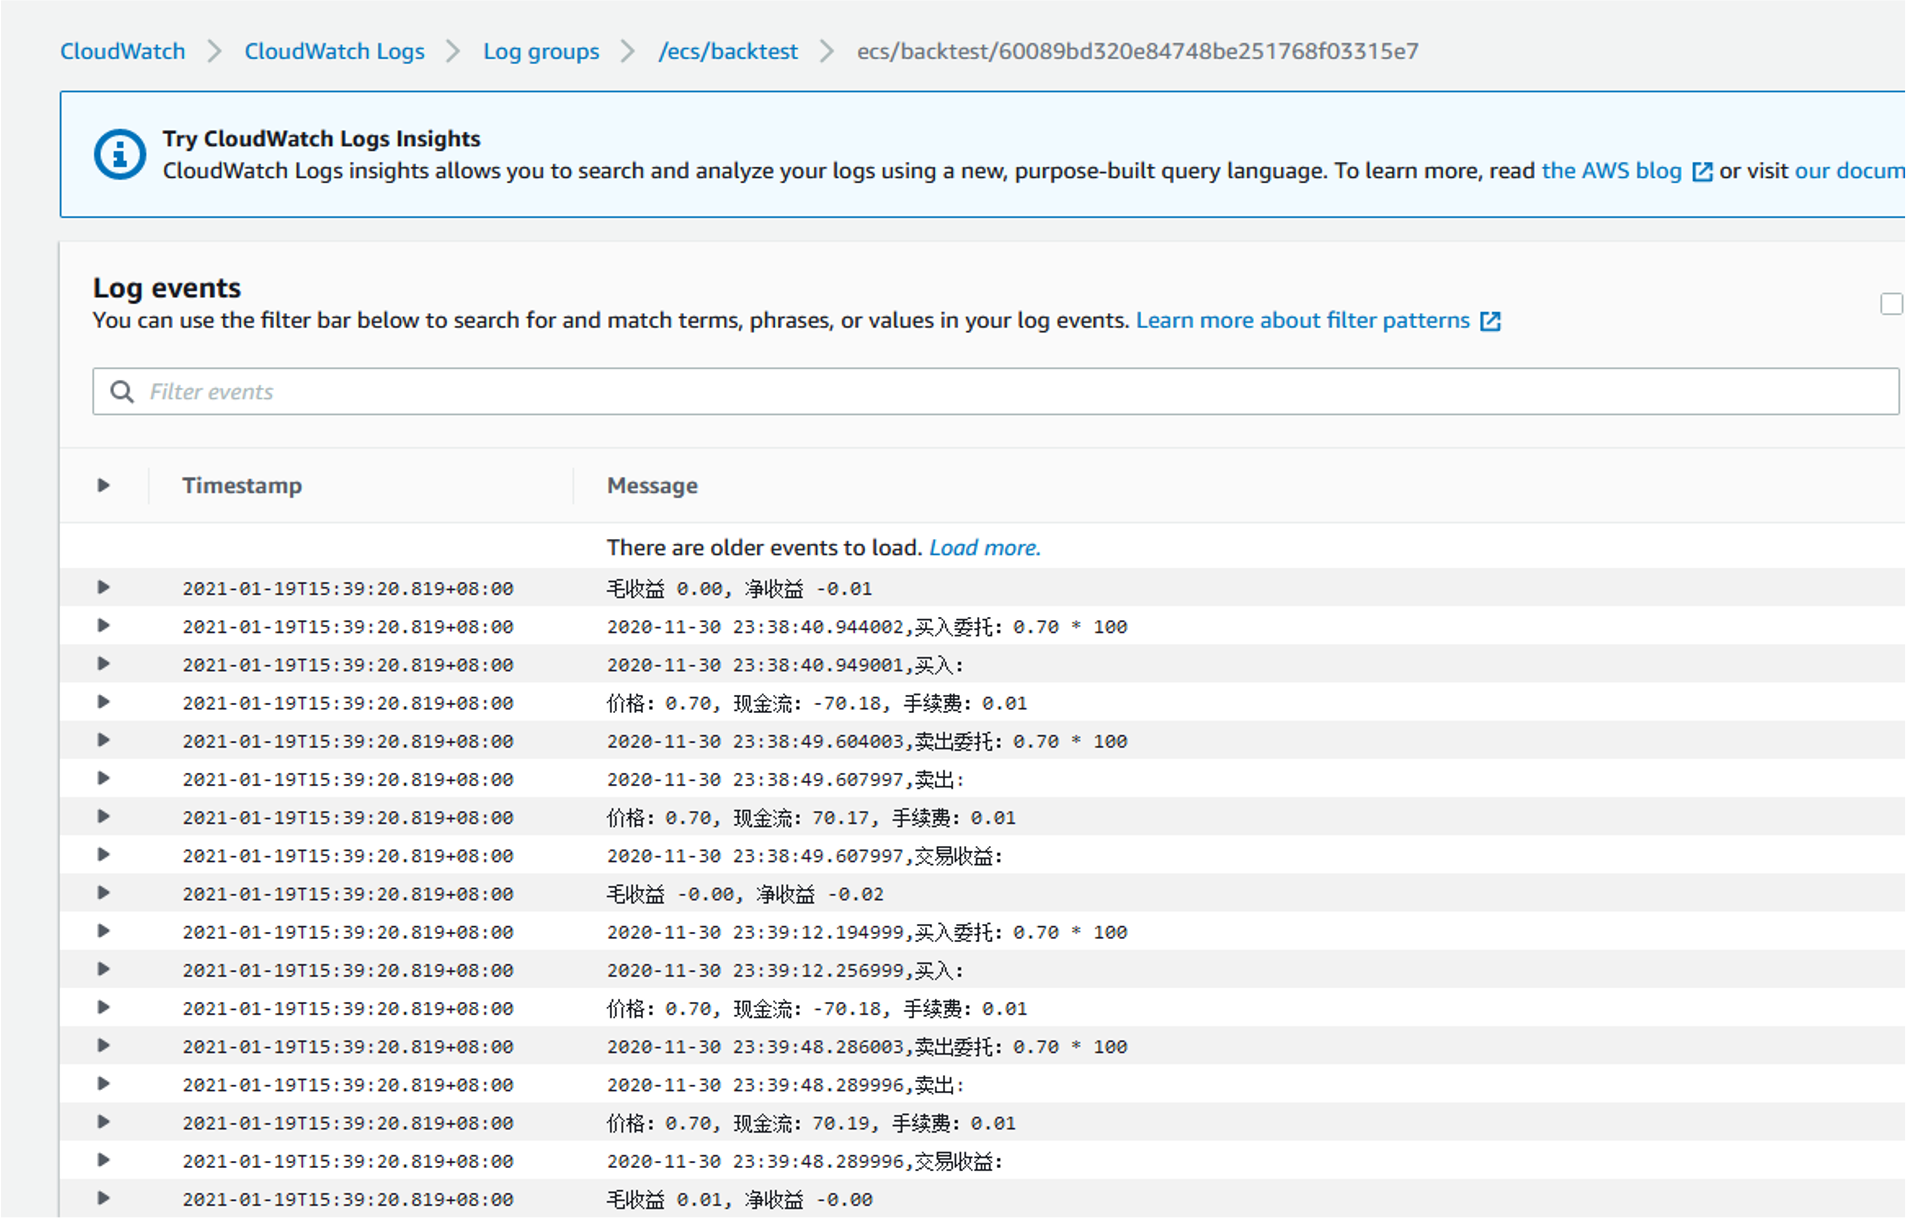 CloudWatch > CloudWatch Logs > Log groups > /ecs/backtest > ecs/backtest/60089bd320e84748be251768f03315e7
Try CloudWatch Logs Insights
CloudWatch Logs insights allows you to search and analyze your logs using a new, purpose-built query language. To learn more, read the AWS blog or visit our docum
Log events
You can use the filter bar below to search for and match terms, phrases, or values in your log events. Learn more about filter patterns
Filter events
Timestamp Message
There are older events to load. Load more.
2021-01-19T15:39:20.819+08:00 毛收益 0.00, 净收益 -0.01
2021-01-19T15:39:20.819+08:00 2020-11-30 23:38:40.944002,买入委托: 0.70 * 100
2021-01-19T15:39:20.819+08:00 2020-11-30 23:38:40.949001,买入:
2021-01-19T15:39:20.819+08:00 价格: 0.70, 现金流: -70.18, 手续费: 0.01
2021-01-19T15:39:20.819+08:00 2020-11-30 23:38:49.604003,卖出委托: 0.70 * 100
2021-01-19T15:39:20.819+08:00 2020-11-30 23:38:49.607997,卖出:
2021-01-19T15:39:20.819+08:00 价格: 0.70, 现金流: 70.17, 手续费: 0.01
2021-01-19T15:39:20.819+08:00 2020-11-30 23:38:49.607997,交易收益:
2021-01-19T15:39:20.819+08:00 毛收益 -0.00, 净收益 -0.02
2021-01-19T15:39:20.819+08:00 2020-11-30 23:39:12.194999,买入委托: 0.70 * 100
2021-01-19T15:39:20.819+08:00 2020-11-30 23:39:12.256999,买入:
2021-01-19T15:39:20.819+08:00 价格: 0.70, 现金流: -70.18, 手续费: 0.01
2021-01-19T15:39:20.819+08:00 2020-11-30 23:39:48.286003,卖出委托: 0.70 * 100
2021-01-19T15:39:20.819+08:00 2020-11-30 23:39:48.289996,卖出:
2021-01-19T15:39:20.819+08:00 价格: 0.70, 现金流: 70.19, 手续费: 0.01
2021-01-19T15:39:20.819+08:00 2020-11-30 23:39:48.289996,交易收益:
2021-01-19T15:39:20.819+08:00 毛收益 0.01, 净收益 -0.00